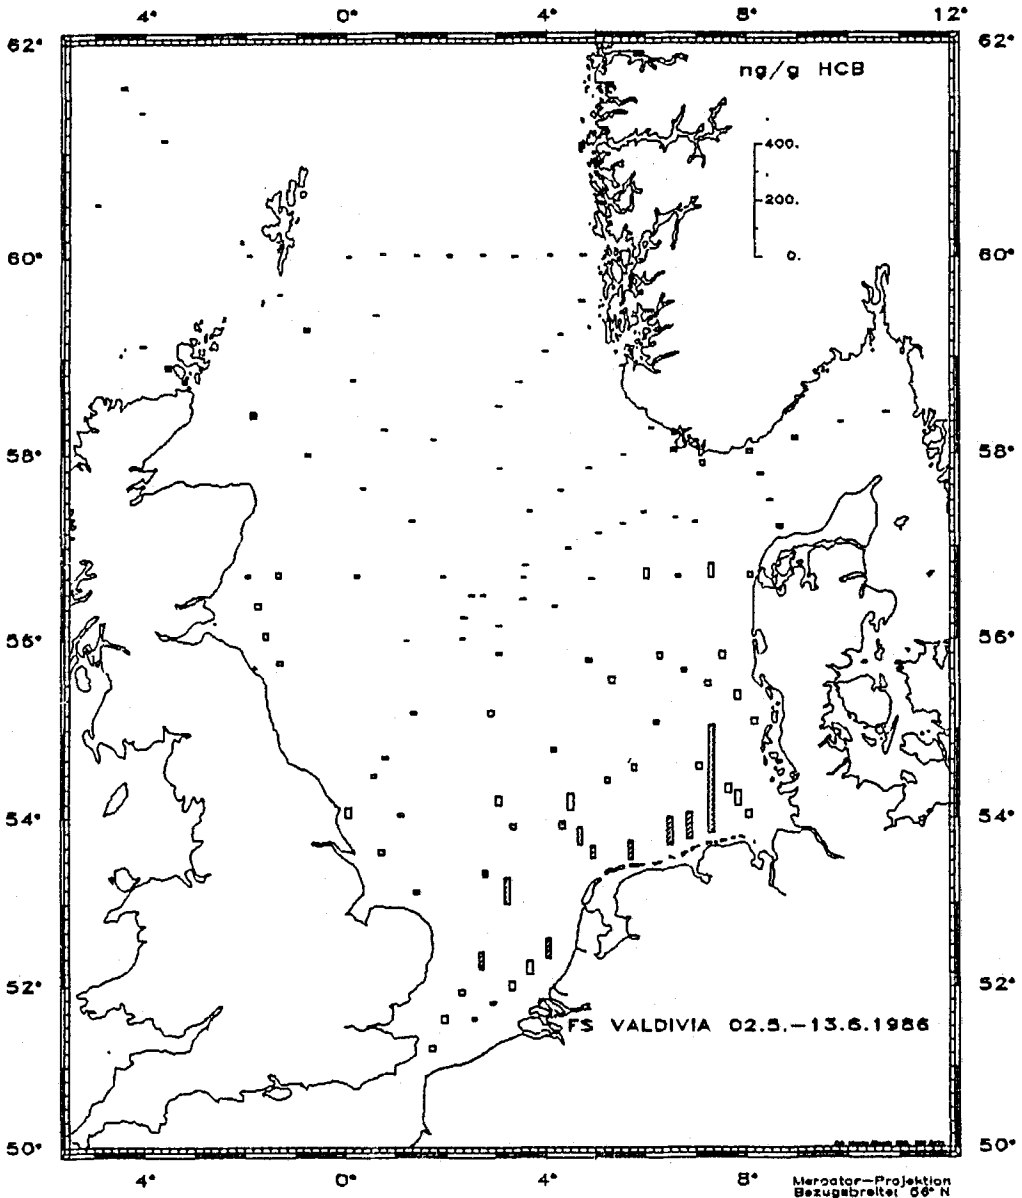 4° 0° 4° 8° 12°
62° 62°
ng/g HCB
400.
200.
0.
60° 60°
58° 58°
56° 56°
54° 54°
52° 52°
FS VALDIVIA 02.5.-13.6.1986
50° 50°
4° 0° 4° 8°
Mercator-Projektion
Bezugsbreite: 56° N